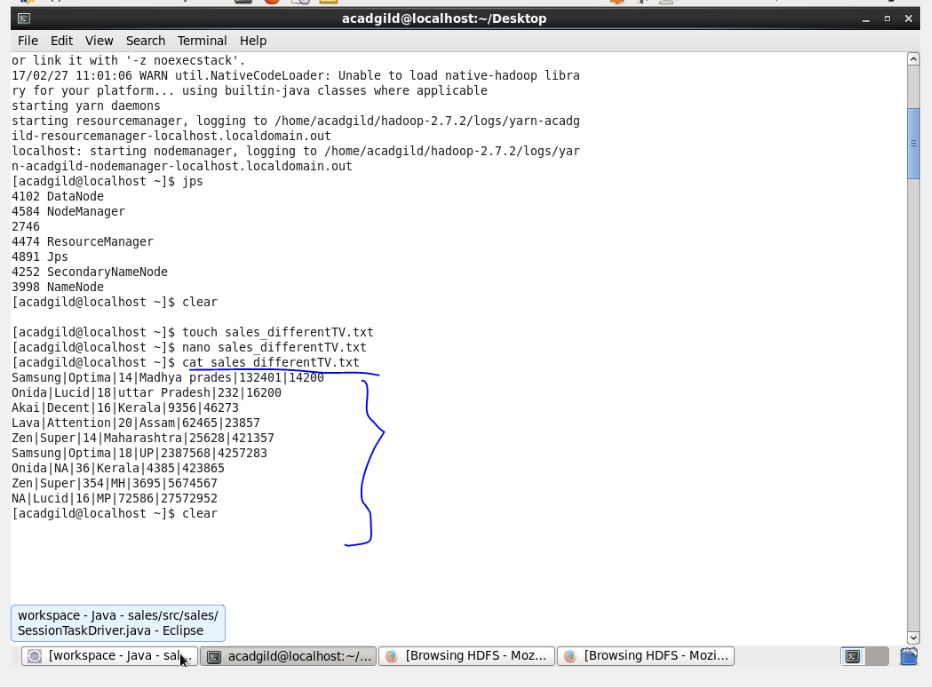 acadgild@localhost:~/Desktop
File Edit View Search Terminal Help
or link it with '-z noexecstack'.
17/02/27 11:01:06 WARN util.NativeCodeLoader: Unable to load native-hadoop libra
ry for your platform... using builtin-java classes where applicable
starting yarn daemons
starting resourcemanager, logging to /home/acadgild/hadoop-2.7.2/logs/yarn-acadg
ild-resourcemanager-localhost.localdomain.out
localhost: starting nodemanager, logging to /home/acadgild/hadoop-2.7.2/logs/yar
n-acadgild-nodemanager-localhost.localdomain.out
[acadgild@localhost ~]$ jps
4102 DataNode
4584 NodeManager
2746
4474 ResourceManager
4891 Jps
4252 SecondaryNameNode
3998 NameNode
[acadgild@localhost ~]$ clear
[acadgild@localhost ~]$ touch sales_differentTV.txt
[acadgild@localhost ~]$ nano sales_differentTV.txt
[acadgild@localhost ~]$ cat sales_differentTV.txt
Samsung|Optima|14|Madhya prades|132401|14200
Onida|Lucid|18|uttar Pradesh|232|16200
Akai|Decent|16|Kerala|9356|46273
Lava|Attention|20|Assam|62465|23857
Zen|Super|14|Maharashtra|25628|421357
Samsung|Optima|18|UP|2387568|4257283
Onida|NA|36|Kerala|4385|423865
Zen|Super|354|MH|3695|5674567
NA|Lucid|16|MP|72586|27572952
[acadgild@localhost ~]$ clear
workspace - Java - sales/src/sales/
SessionTaskDriver.java - Eclipse
[workspace - Java - sal... acadgild@localhost:~/... [Browsing HDFS - Moz... [Browsing HDFS - Mozi...